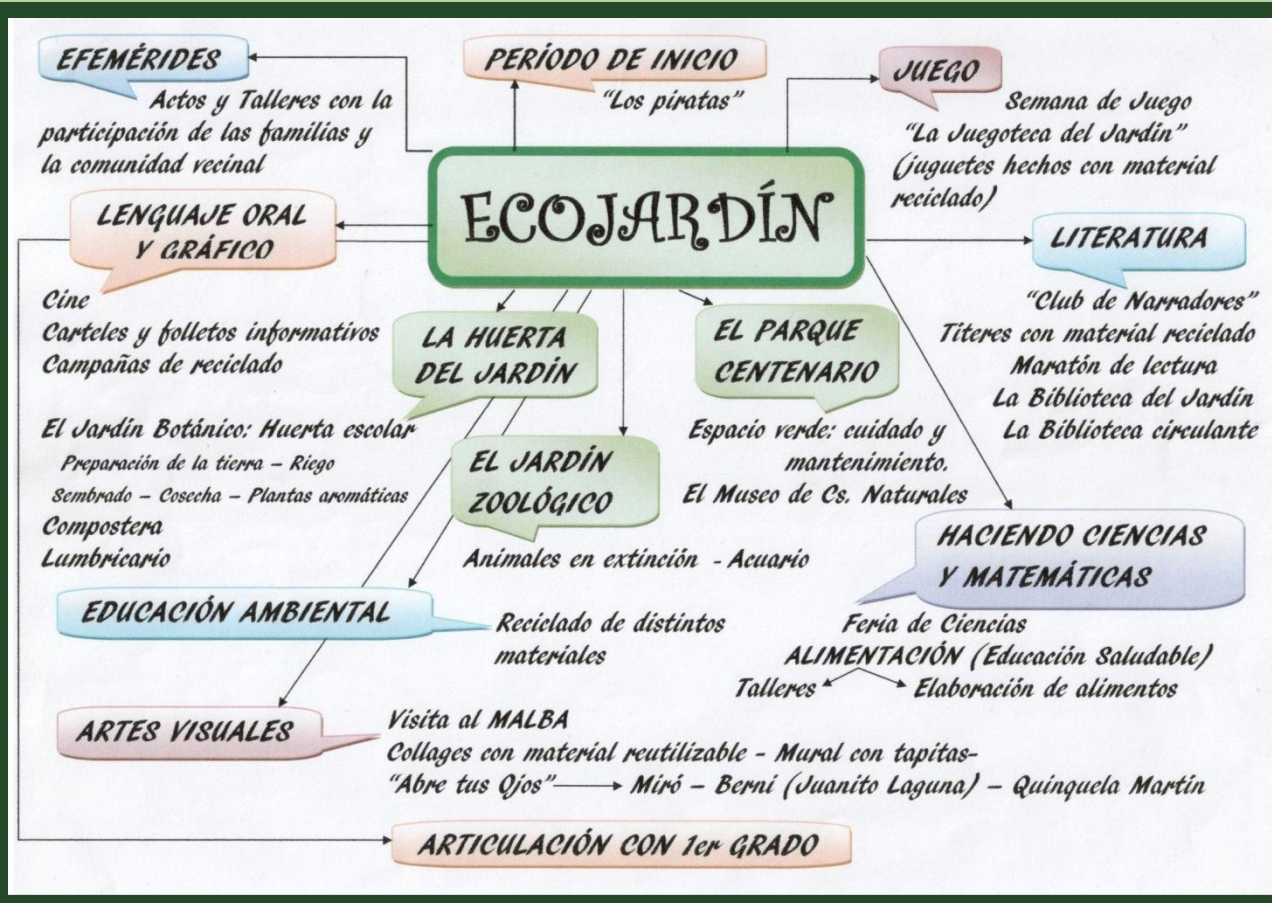 EFEMÉRIDES
Actos y Talleres con la
participación de las familias y
la comunidad vecinal
PERÍODO DE INICIO
"Los piratas"
JUEGO
Semana de Juego
"La Juegoteca del Jardín"
(juguetes hechos con material
reciclado)
ECOJARDÍN
LENGUAJE ORAL
Y GRÁFICO
Cine
Carteles y folletos informativos
Campañas de reciclado
LITERATURA
"Club de Narradores"
Títeres con material reciclado
Maratón de lectura
La Biblioteca del Jardín
La Biblioteca circulante
LA HUERTA
DEL JARDÍN
El Jardín Botánico: Huerta escolar
Preparación de la tierra – Riego
Sembrado – Cosecha – Plantas aromáticas
Compostera
Lumbricario
EL PARQUE
CENTENARIO
Espacio verde: cuidado y
mantenimiento.
El Museo de Cs. Naturales
EL JARDÍN
ZOOLÓGICO
Animales en extinción - Acuario
HACIENDO CIENCIAS
Y MATEMÁTICAS
Feria de Ciencias
ALIMENTACIÓN (Educación Saludable)
Talleres Elaboración de alimentos
EDUCACIÓN AMBIENTAL
Reciclado de distintos
materiales
ARTES VISUALES
Visita al MALBA
Collages con material reutilizable - Mural con tapitas-
"Abre tus Ojos" Miró – Berni (Juanito Laguna) – Quinquela Martín
ARTICULACIÓN CON 1er GRADO